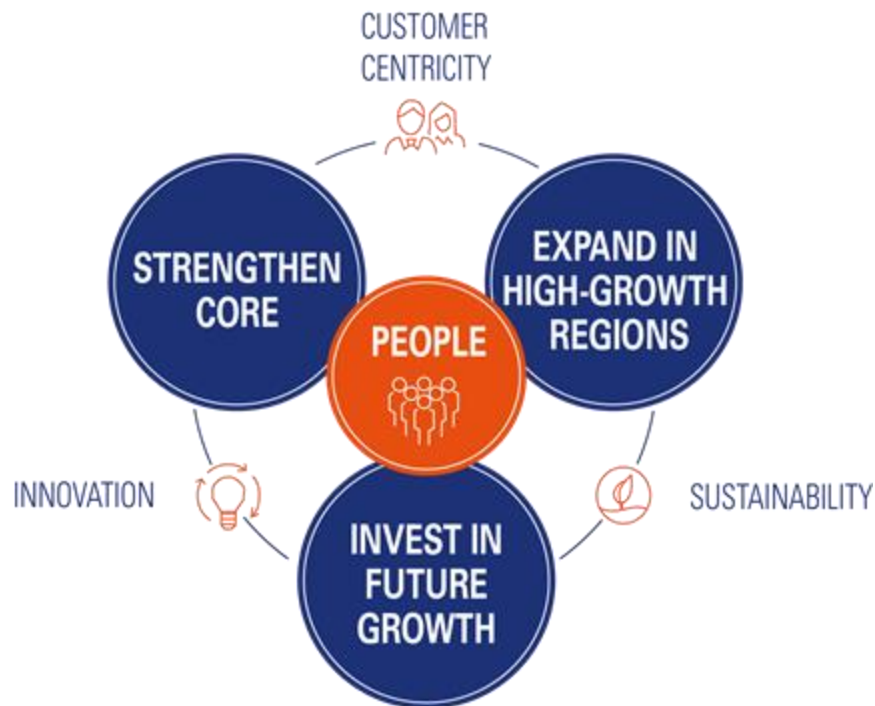 CUSTOMER
CENTRICITY
STRENGTHEN
CORE
EXPAND IN
HIGH-GROWTH
REGIONS
PEOPLE
INNOVATION
SUSTAINABILITY
INVEST IN
FUTURE
GROWTH